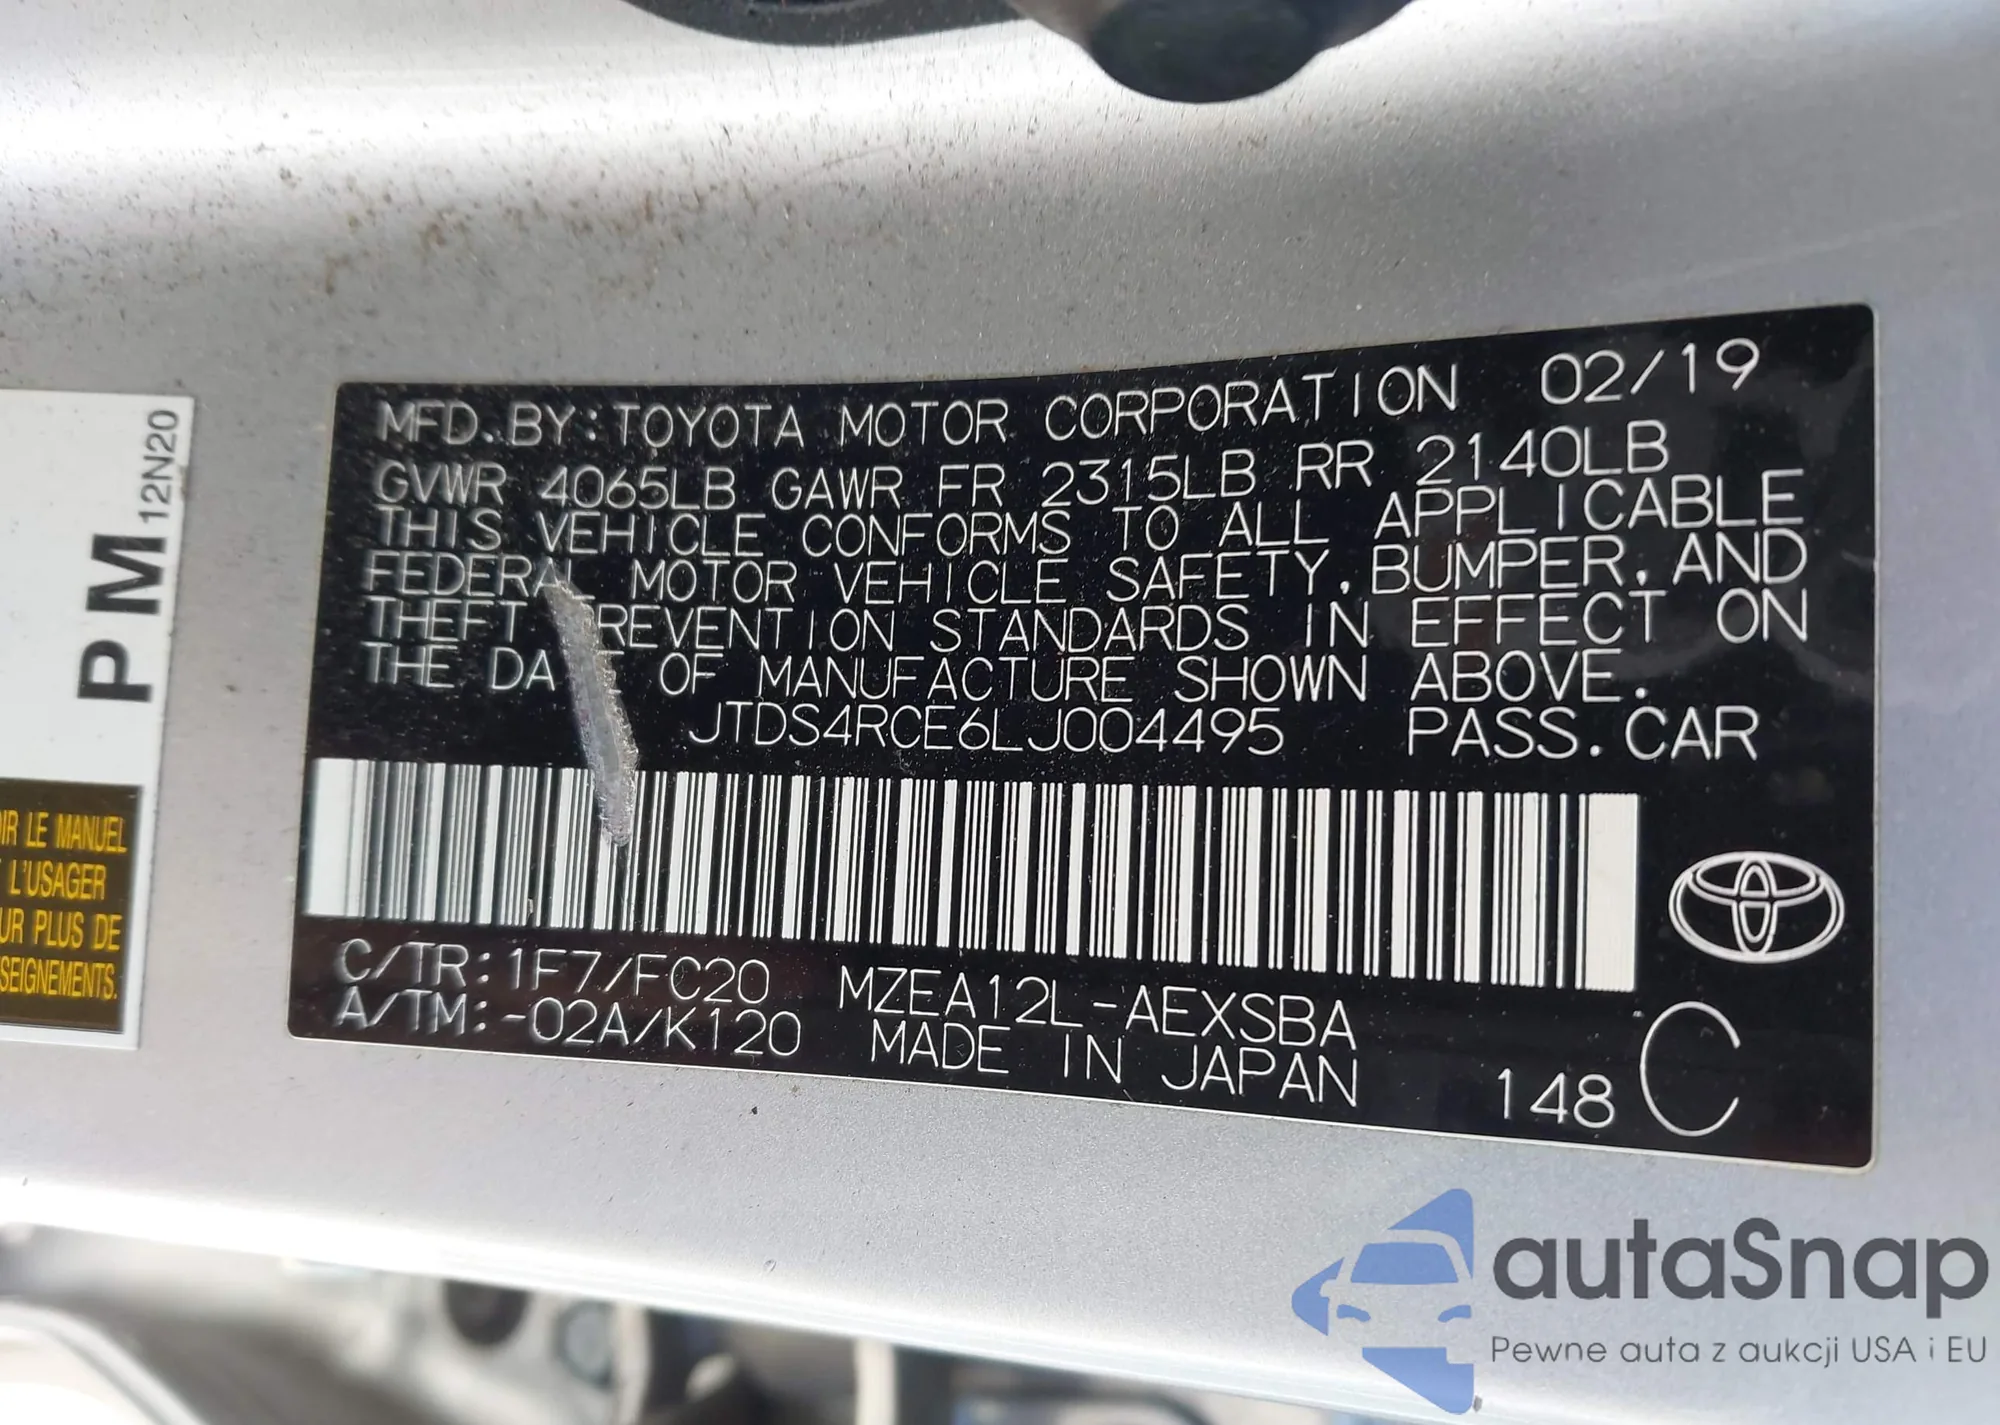 MFD. BY: TOYOTA MOTOR CORPORATION 02/19
GVWR 4065LB GAWR FR 2315LB RR 2140LB
THIS VEHICLE CONFORMS TO ALL APPLICABLE
FEDERAL MOTOR VEHICLE SAFETY, BUMPER, AND
THEFT PREVENTION STANDARDS IN EFFECT ON
THE DATE OF MANUFACTURE SHOWN ABOVE.
JTDS4RCE6LJ004495 PASS. CAR
C/TR: 1F7/FC20 MZEA12L-AEXSBA
A/TM: -02A/K120 MADE IN JAPAN
148 C
PM 12N20
OIR LE MANUEL
L'USAGER
UR PLUS DE
SEIGNEMENTS.
autaSnap
Pewne auta z aukcji USA i EU